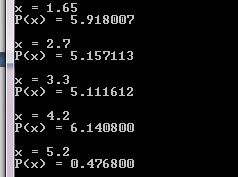 x = 1.65
P(x) = 5.918007
x = 2.7
P(x) = 5.157113
x = 3.3
P(x) = 5.111612
x = 4.2
P(x) = 6.140800
x = 5.2
P(x) = 0.476800